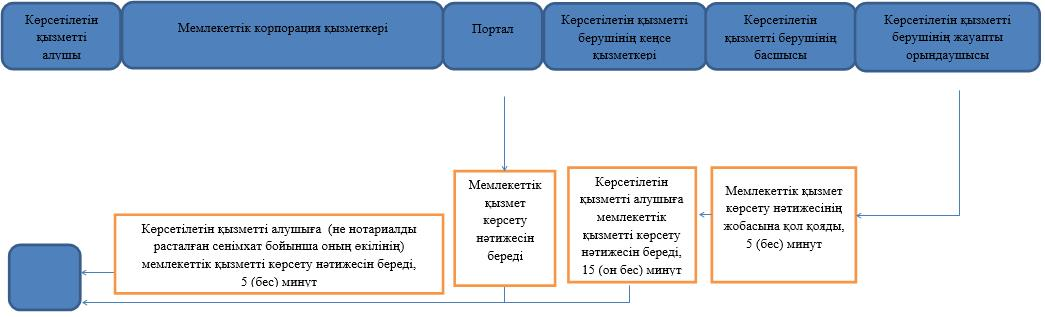 Көрсетілетін
қызметті
алушы
Мемлекеттік корпорация қызметкері
Портал
Көрсетілетін қызметті
берушінің кеңсе
қызметкері
Көрсетілетін
қызметті берушінің
басшысы
Көрсетілетін қызметті
берушінің жауапты
орындаушысы
Көрсетілетін қызметті алушыға (не нотариалды
расталған сенімхат бойынша оның өкілінің)
мемлекеттік қызметті көрсету нәтижесін береді,
5 (бес) минут
Мемлекеттік
қызмет
көрсету
нәтижесін
береді
Көрсетілетін
қызметті алушыға
мемлекеттік
қызметті көрсету
нәтижесін береді,
15 (он бес) минут
Мемлекеттік қызмет
көрсету нәтижесінің
жобасына қол қояды,
5 (бес) минут